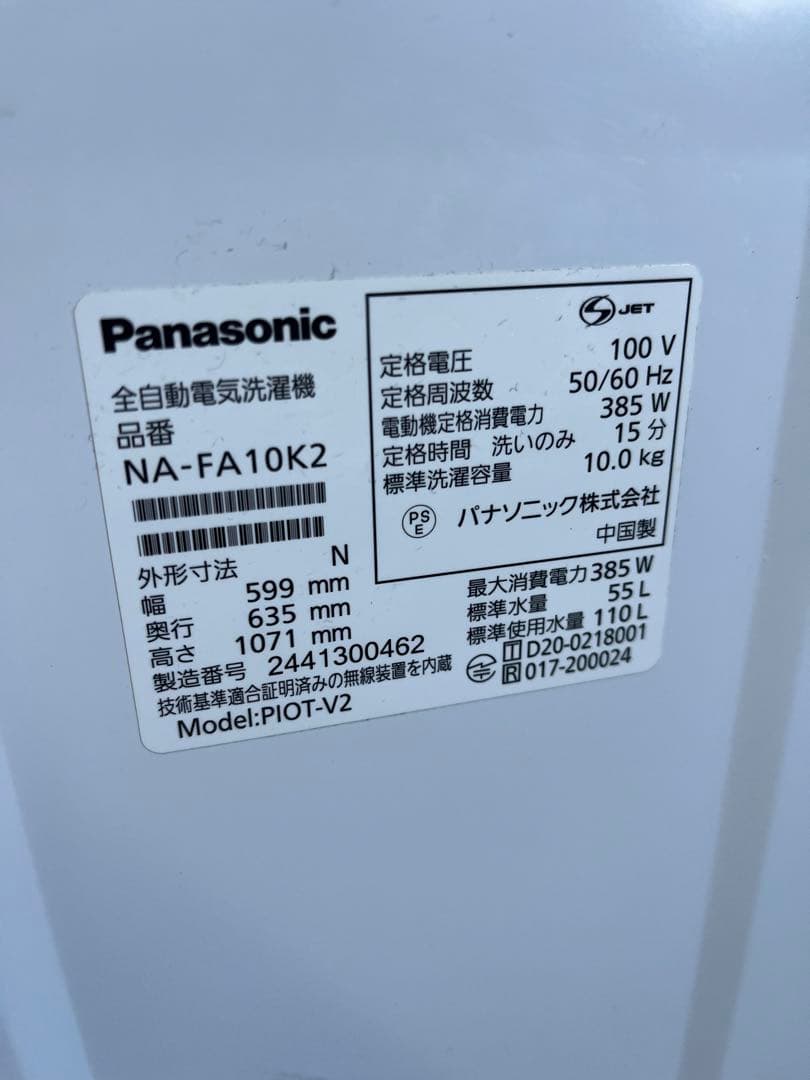 Panasonic
全自動電気洗濯機
品番
NA-FA10K2
外形寸法 N
幅 599 mm
奥行 635 mm
高さ 1071 mm
製造番号 2441300462
技術基準適合証明済みの無線装置を内蔵
Model:PIOT-V2
S JET
定格電圧 100 V
定格周波数 50/60 Hz
電動機定格消費電力 385 W
定格時間 洗いのみ 15 分
標準洗濯容量 10.0 kg
PS E パナソニック株式会社
中国製
最大消費電力 385 W
標準水量 55 L
標準使用水量 110 L
T D20-0218001
R 017-200024